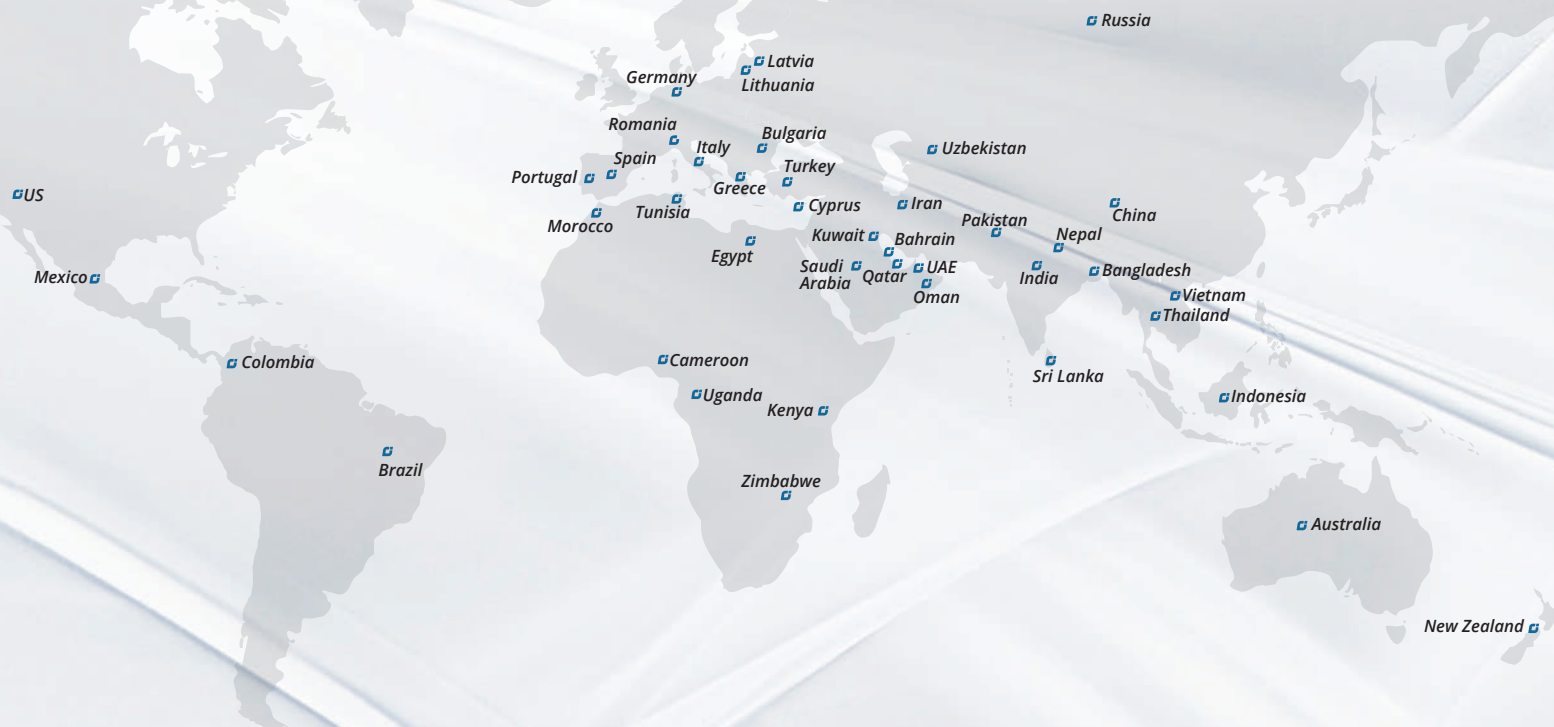 Russia
Latvia
Germany
Lithuania
Romania
Bulgaria
Italy
Uzbekistan
Spain
Turkey
Portugal
Greece
US
Cyprus
Iran
Tunisia
China
Pakistan
Morocco
Kuwait
Nepal
Bahrain
Egypt
Saudi
Arabia
Qatar
UAE
India
Bangladesh
Mexico
Oman
Vietnam
Thailand
Colombia
Cameroon
Sri Lanka
Uganda
Indonesia
Kenya
Brazil
Zimbabwe
Australia
New Zealand